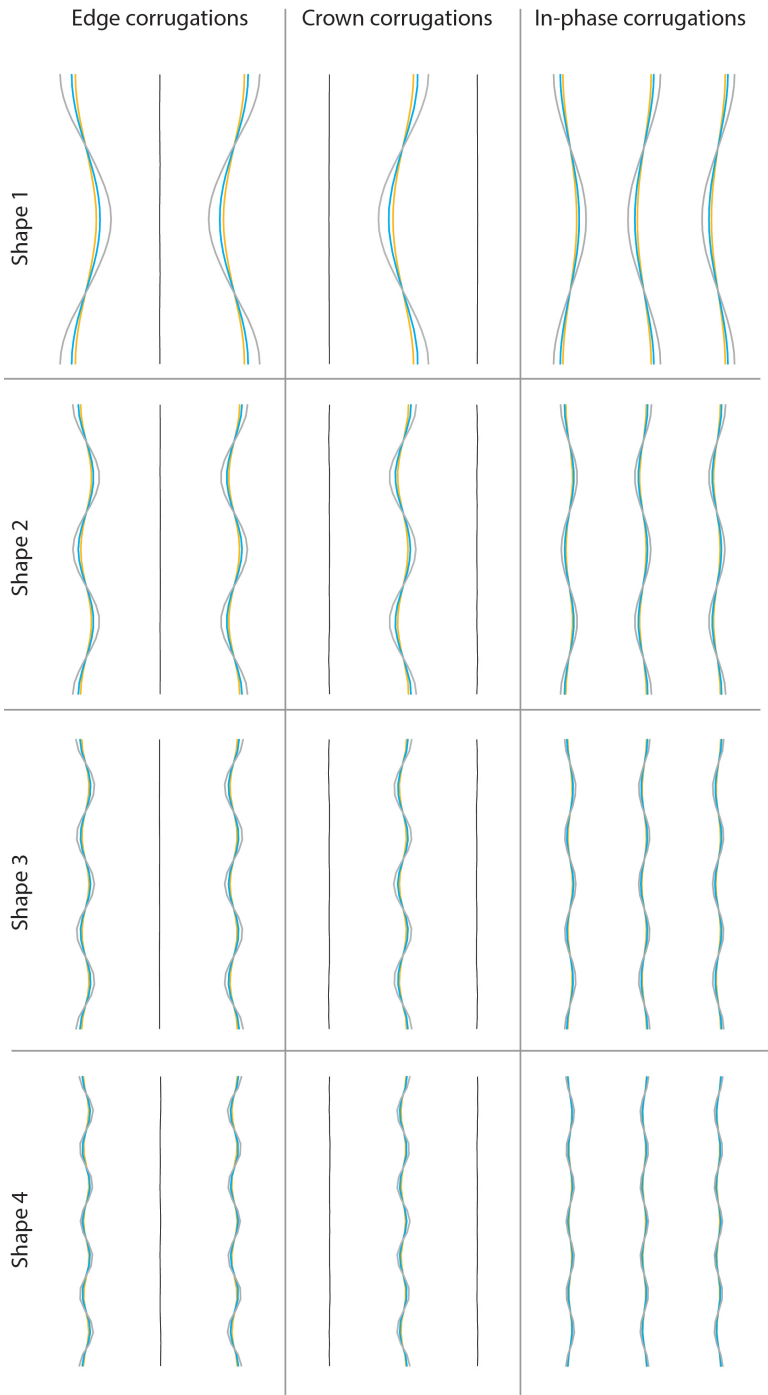 Edge corrugations
Crown corrugations
In-phase corrugations
Shape 1
Shape 2
Shape 3
Shape 4